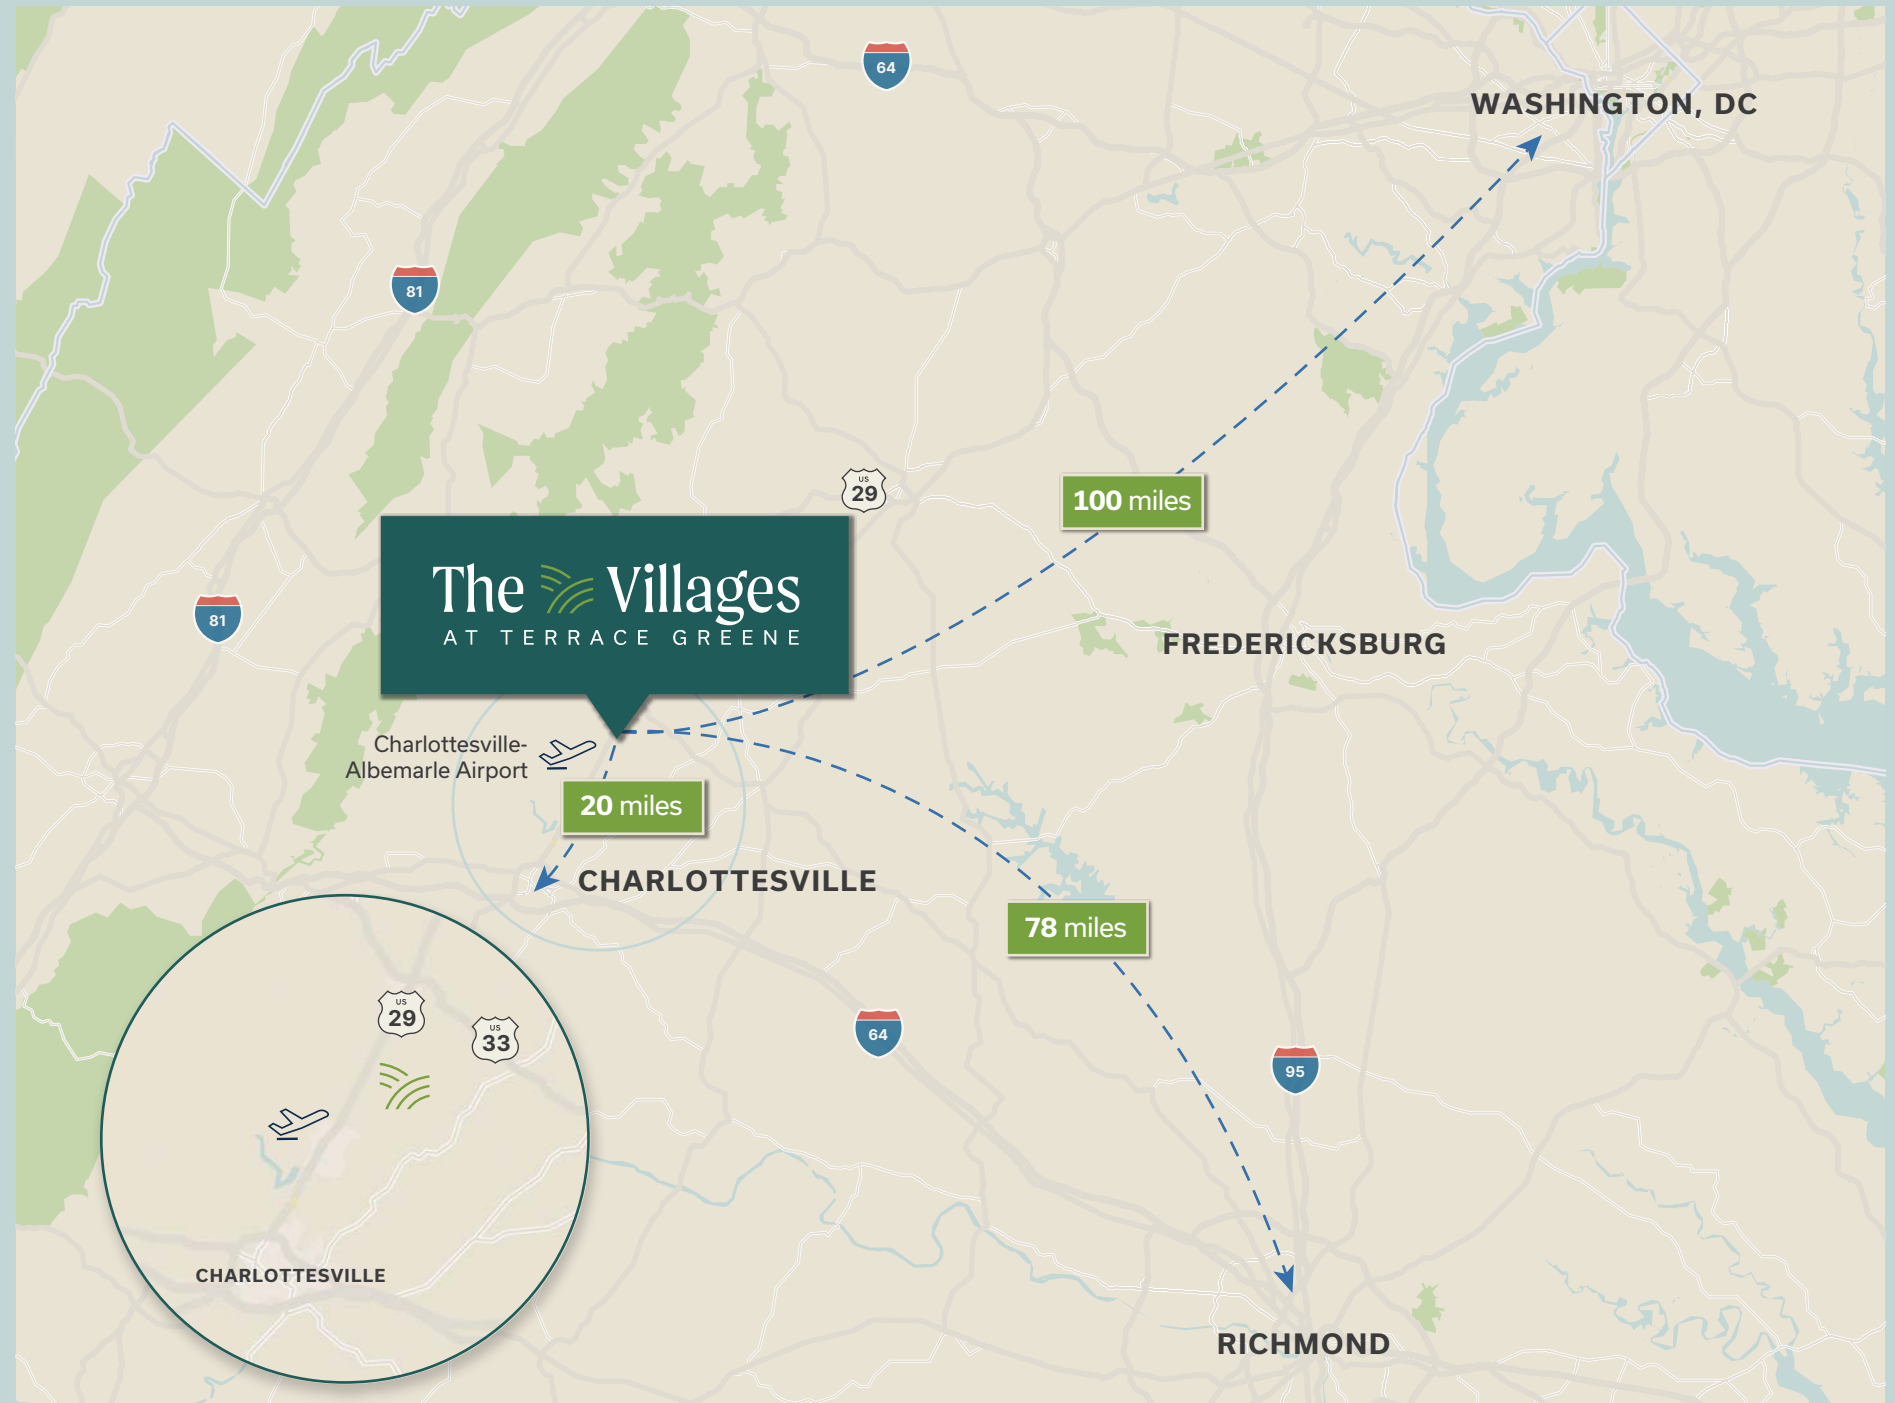 64
WASHINGTON, DC
81
US
29
100 miles
The Villages
AT TERRACE GREENE
81
FREDERICKSBURG
Charlottesville-
Albemarle Airport
20 miles
CHARLOTTESVILLE
78 miles
US
29
US
33
64
95
CHARLOTTESVILLE
RICHMOND